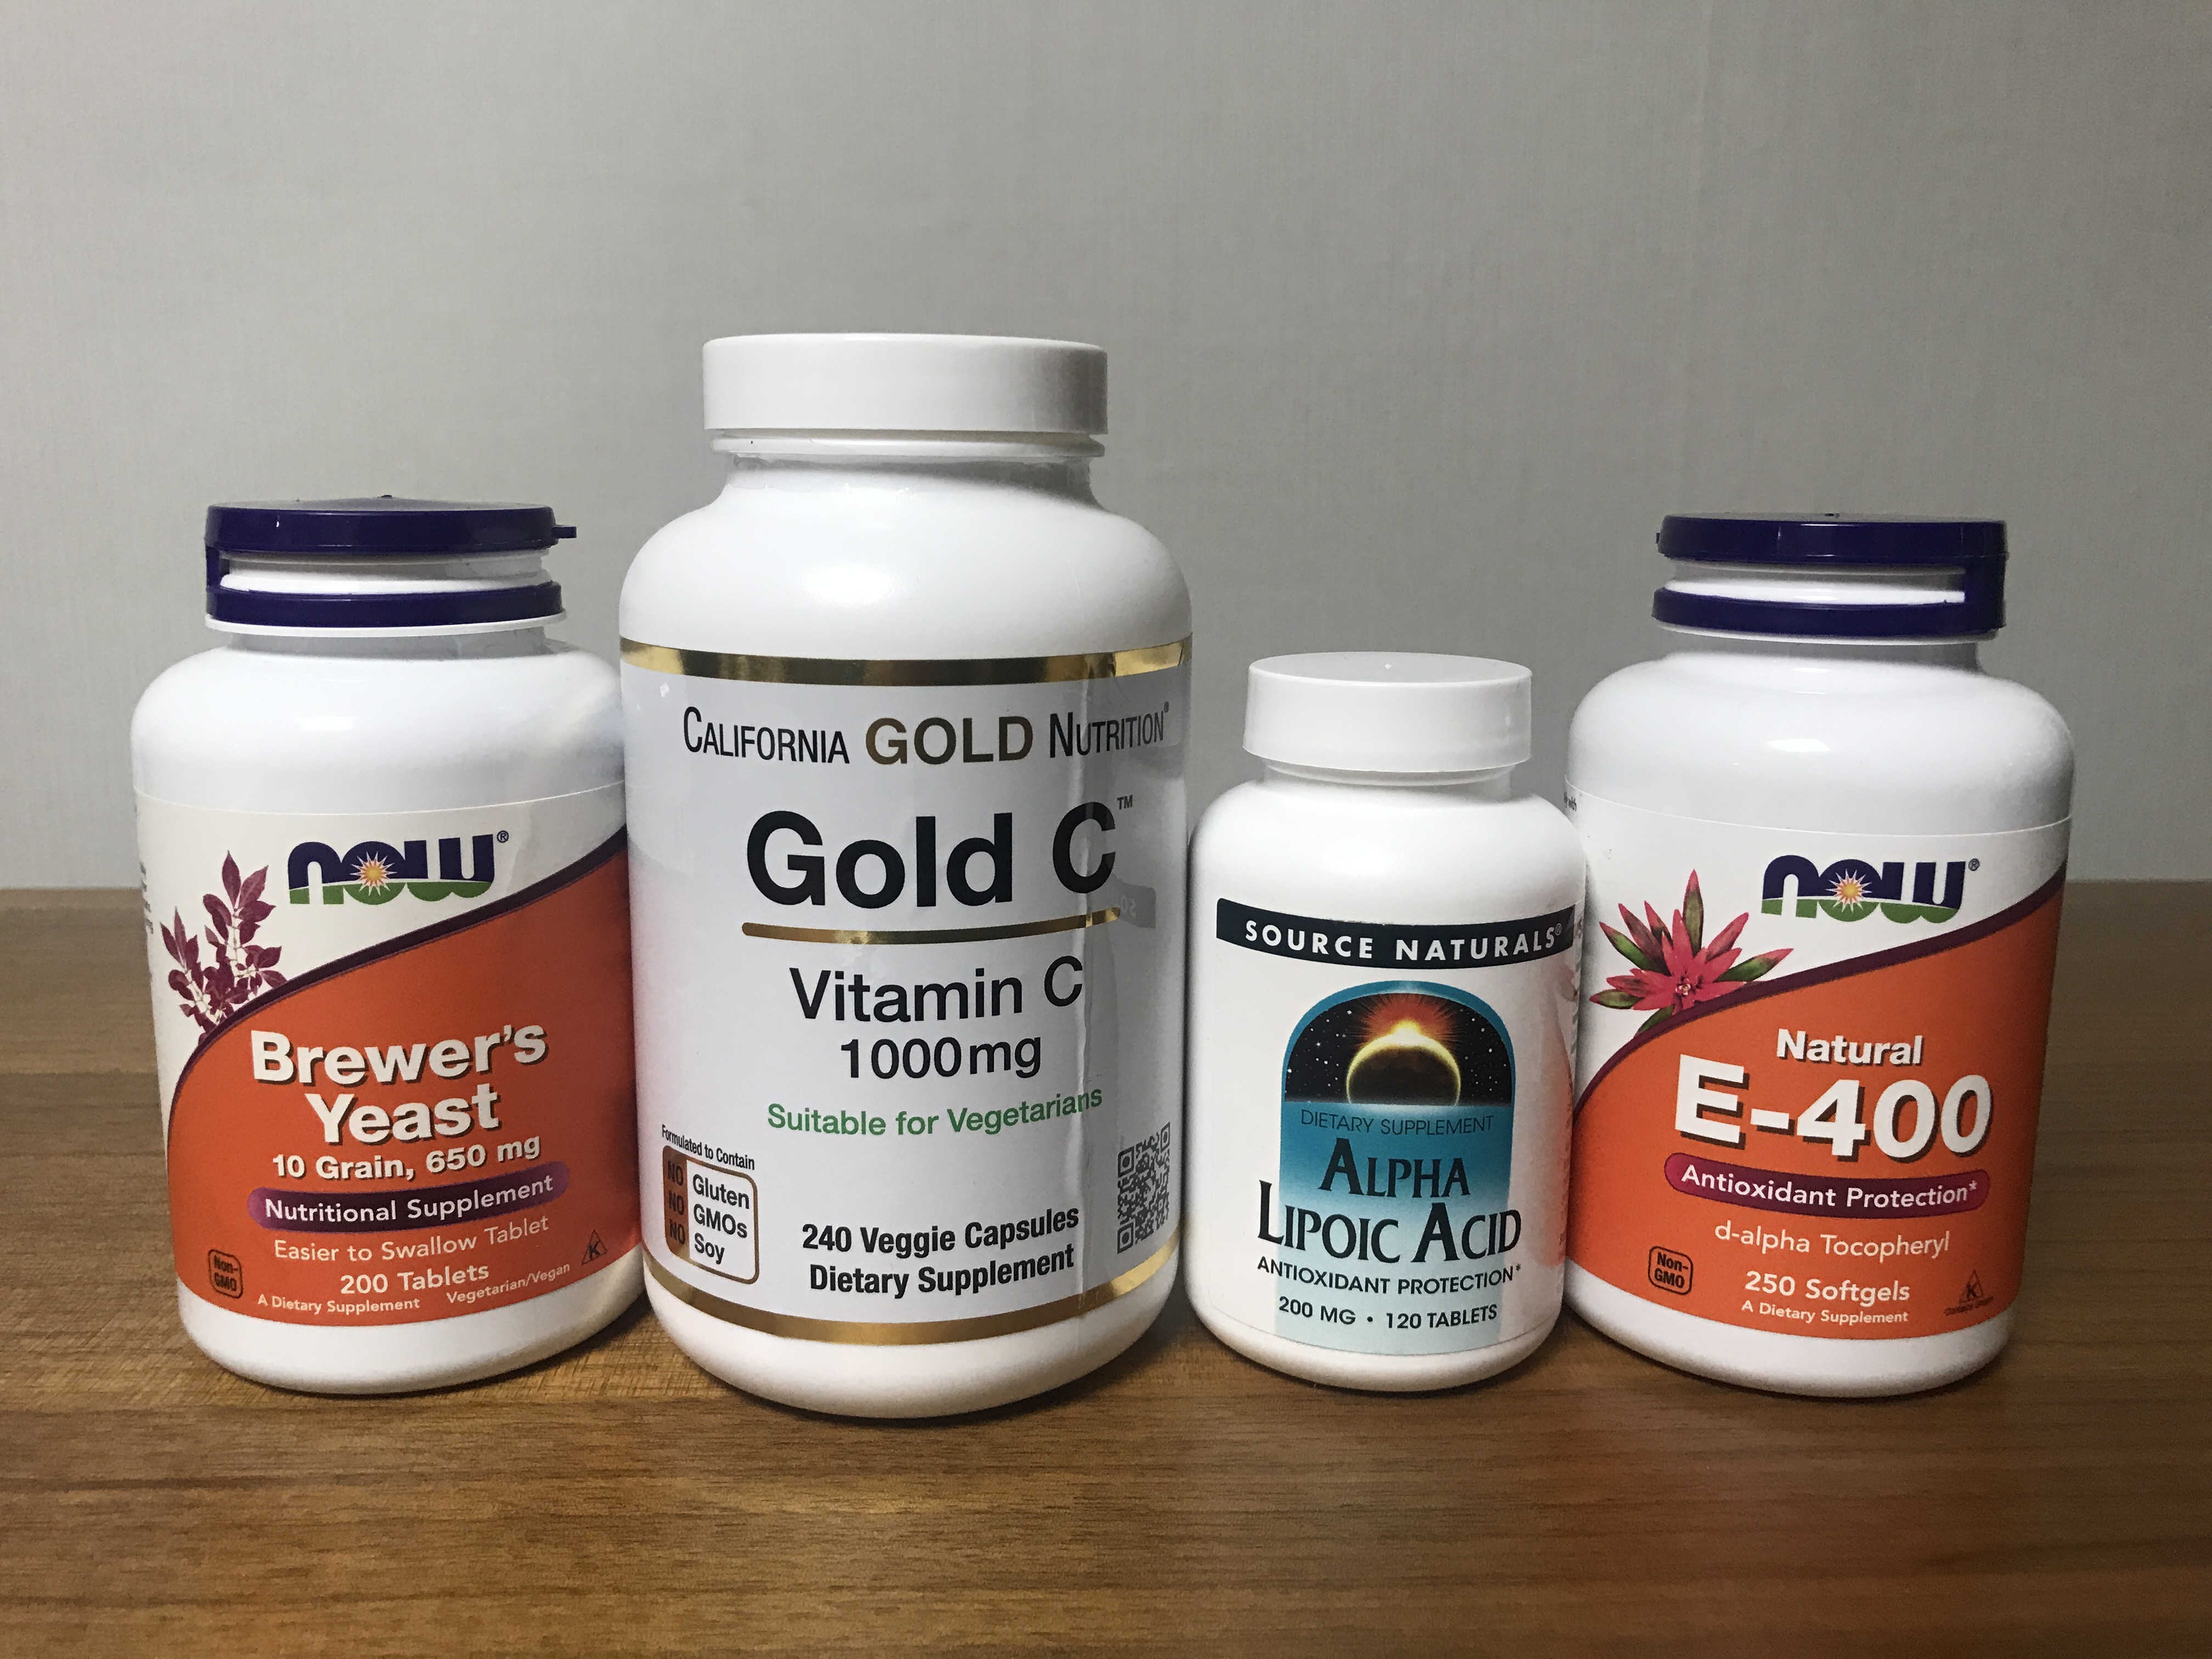 now®
Brewer's
Yeast
10 Grain, 650 mg
Nutritional Supplement
Easier to Swallow Tablet
200 Tablets
Non-
GMO
K
A Dietary Supplement
Vegetarian/Vegan
CALIFORNIA GOLD NUTRITION®
Gold C™
Vitamin C
1000mg
Suitable for Vegetarians
Formulated to Contain
NO Gluten
NO GMOs
NO Soy
240 Veggie Capsules
Dietary Supplement
SOURCE NATURALS®
DIETARY SUPPLEMENT
ALPHA
LIPOIC ACID
ANTIOXIDANT PROTECTION*
200 MG • 120 TABLETS
now®
Natural
E-400
Antioxidant Protection*
d-alpha Tocopheryl
Non-
GMO
250 Softgels
A Dietary Supplement
K